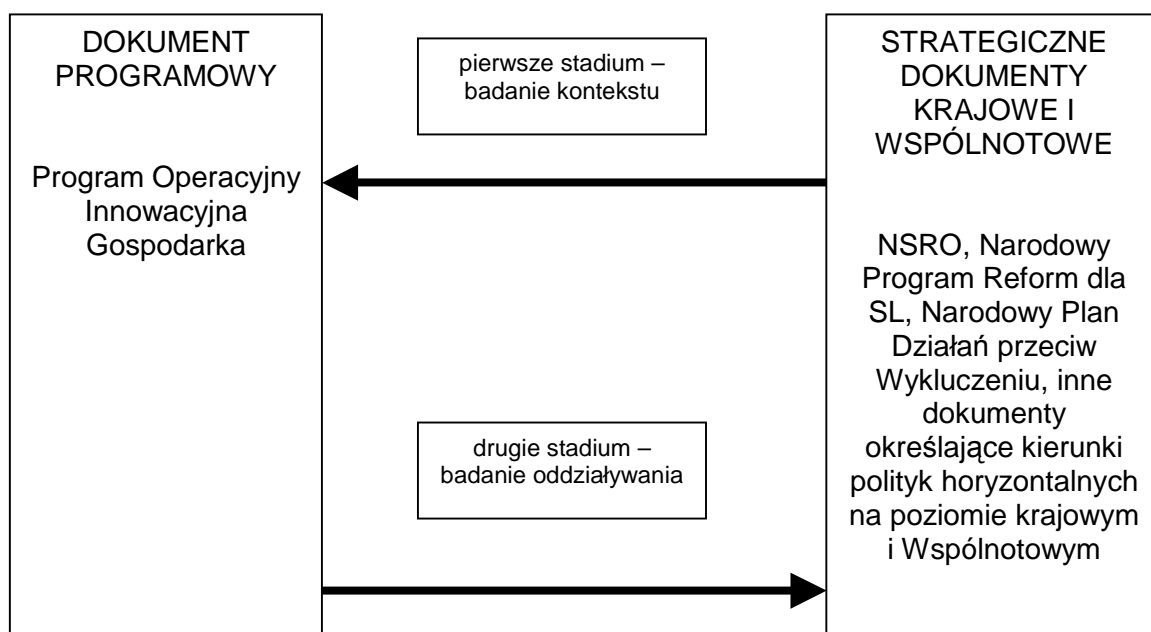 DOKUMENT
PROGRAMOWY
Program Operacyjny
Innowacyjna
Gospodarka
pierwsze stadium –
badanie kontekstu
drugie stadium –
badanie oddziaływania
STRATEGICZNE
DOKUMENTY
KRAJOWE I
WSPÓLNOTOWE
NSRO, Narodowy
Program Reform dla
SL, Narodowy Plan
Działań przeciw
Wykluczeniu, inne
dokumenty
określające kierunki
polityk horyzontalnych
na poziomie krajowym
i Wspólnotowym